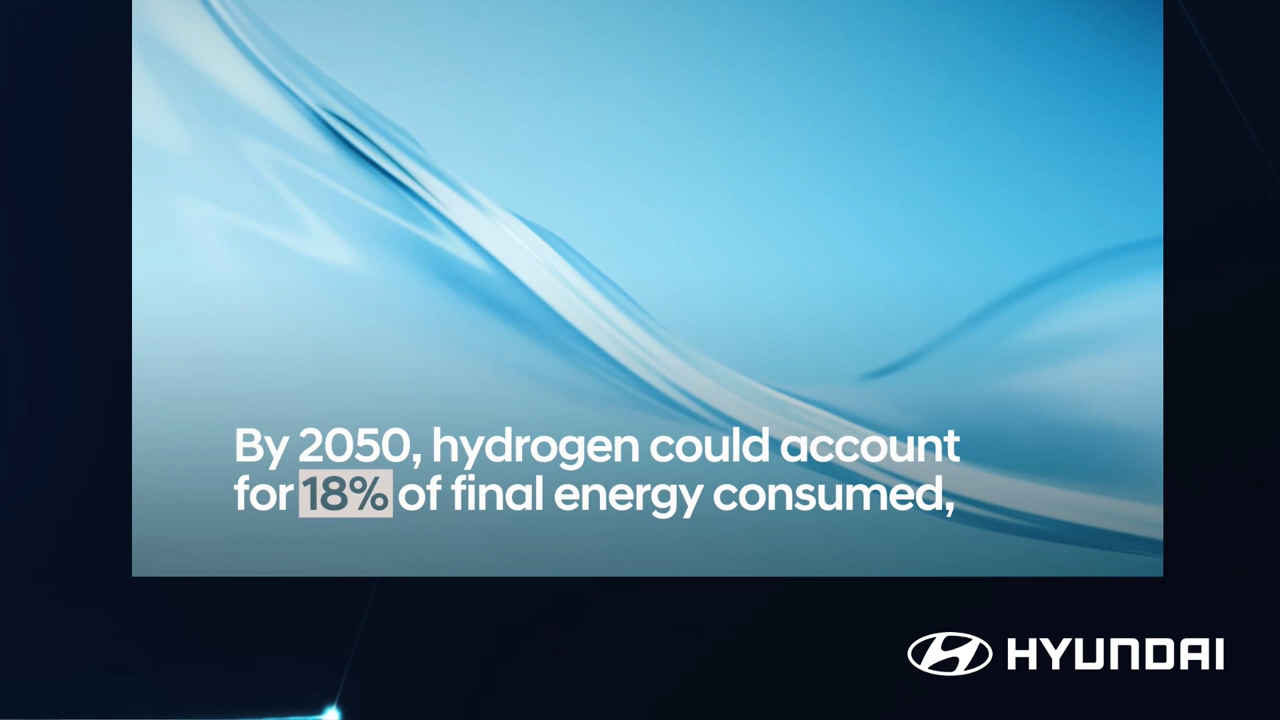 By 2050, hydrogen could account
for 18% of final energy consumed,
HYUNDAI